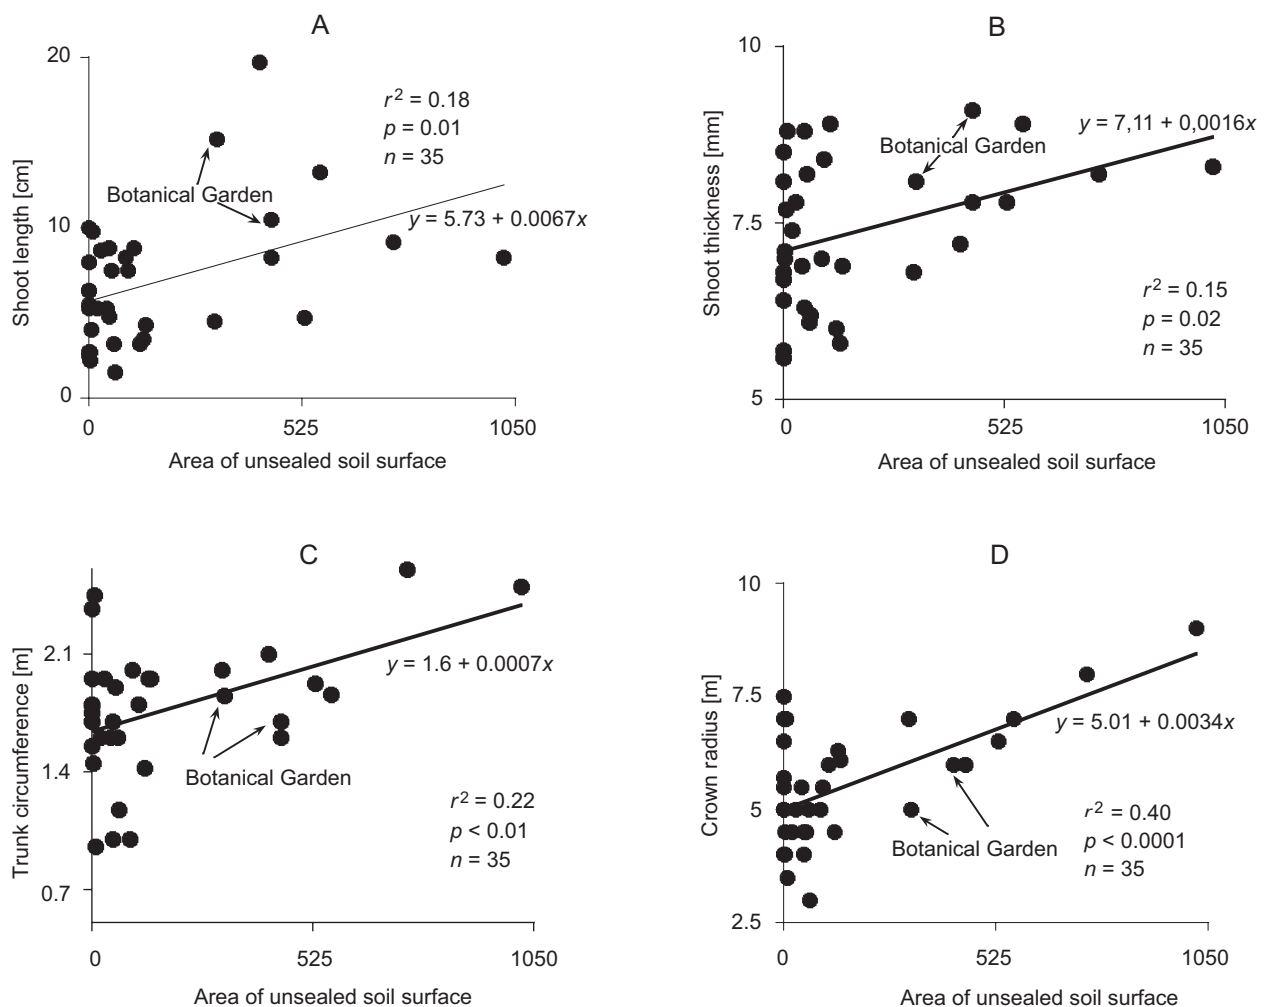 A
20
10
0
Shoot length [cm]
r² = 0.18
p = 0.01
n = 35
Botanical Garden
y = 5.73 + 0.0067x
0 525 1050
Area of unsealed soil surface
B
10
7.5
5
Shoot thickness [mm]
y = 7,11 + 0,0016x
Botanical Garden
r² = 0.15
p = 0.02
n = 35
0 525 1050
Area of unsealed soil surface
C
2.1
1.4
0.7
Trunk circumference [m]
y = 1.6 + 0.0007x
Botanical Garden
r² = 0.22
p < 0.01
n = 35
0 525 1050
Area of unsealed soil surface
D
10
7.5
5
2.5
Crown radius [m]
y = 5.01 + 0.0034x
r² = 0.40
Botanical Garden
p < 0.0001
n = 35
0 525 1050
Area of unsealed soil surface